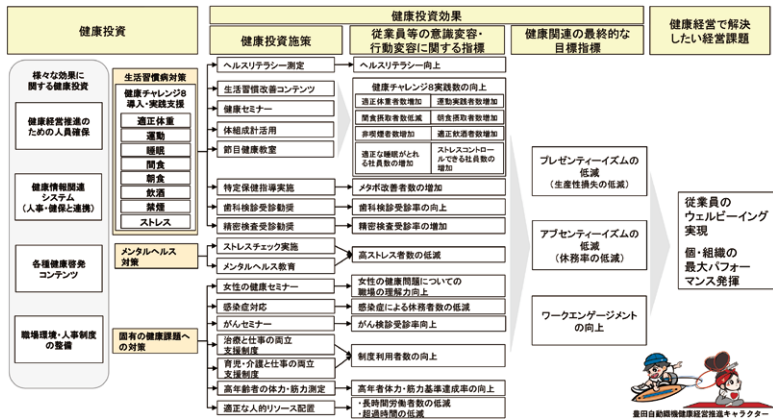 健康投資
健康投資効果
健康経営で解決
したい経営課題
健康投資施策
従業員等の意識変容・
行動変容に関する指標
健康関連の最終的な
目標指標
様々な効果に
関する健康投資
健康経営推進の
ための人員確保
健康情報関連
システム
（人事・健保と連携）
各種健康啓発
コンテンツ
職場環境・人事制度
の整備
生活習慣病対策
健康チャレンジ8
導入・実践支援
適正体重
運動
睡眠
間食
朝食
飲酒
禁煙
ストレス
メンタルヘルス
対策
固有の健康課題へ
の対策
ヘルスリテラシー測定
生活習慣改善コンテンツ
健康セミナー
体組成計活用
節目健康教室
特定保健指導実施
歯科検診受診勧奨
精密検査受診勧奨
ストレスチェック実施
メンタルヘルス教育
女性の健康セミナー
感染症対応
がんセミナー
治療と仕事の両立
支援制度
育児・介護と仕事の両立
支援制度
高年齢者の体力・筋力測定
適正な人的リソース配置
ヘルスリテラシー向上
健康チャレンジ8実践数の向上
適正体重者数増加
運動実践者数増加
間食摂取者数低減
朝食摂取者数増加
非喫煙者数増加
適正飲酒者数増加
適正な睡眠がとれ
る社員数の増加
ストレスコントロー
ルできる社員数の
増加
メタボ改善者数の増加
歯科検診受診率の向上
精密検査受診率の増加
高ストレス者数の低減
女性の健康問題についての
職場の理解力向上
感染症による休務者数の低減
がん検診受診率向上
制度利用者数の向上
高年者体力・筋力基準達成率の向上
・長時間労働者数の低減
・超過時間の低減
プレゼンティーイズムの
低減
（生産性損失の低減）
アブセンティーイズムの
低減
（休務率の低減）
ワークエンゲージメント
の向上
従業員の
ウェルビーイング
実現
個・組織の
最大パフォー
マンス発揮
豊田自動織機健康経営推進キャラクター